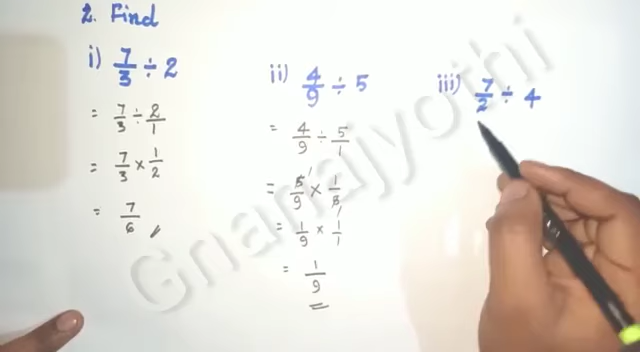 2. Find
i) 7/3 ÷ 2
= 7/3 ÷ 2/1
= 7/3 × 1/2
= 7/6 //
ii) 4/9 ÷ 5
= 4/9 ÷ 5/1
= 5/9 1 × 1/5 1
= 1/9 × 1/1
= 1/9
iii) 7/2 ÷ 4
Gnanajyothi